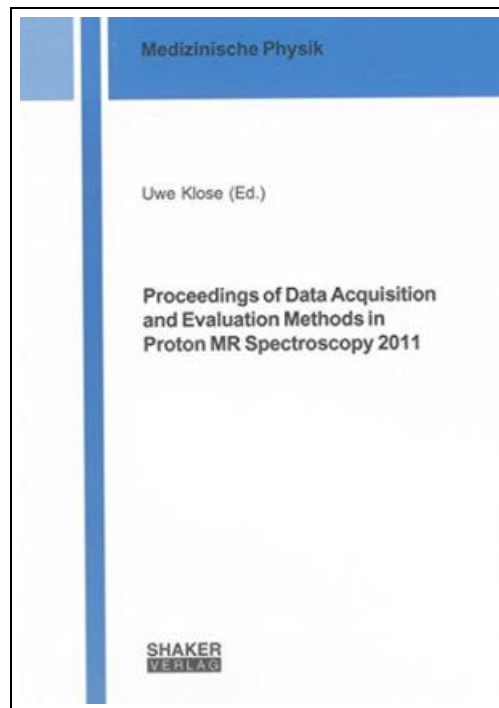 Medizinische Physik
Uwe Klose (Ed.)
Proceedings of Data Acquisition
and Evaluation Methods in
Proton MR Spectroscopy 2011
SHAKER
VERLAG